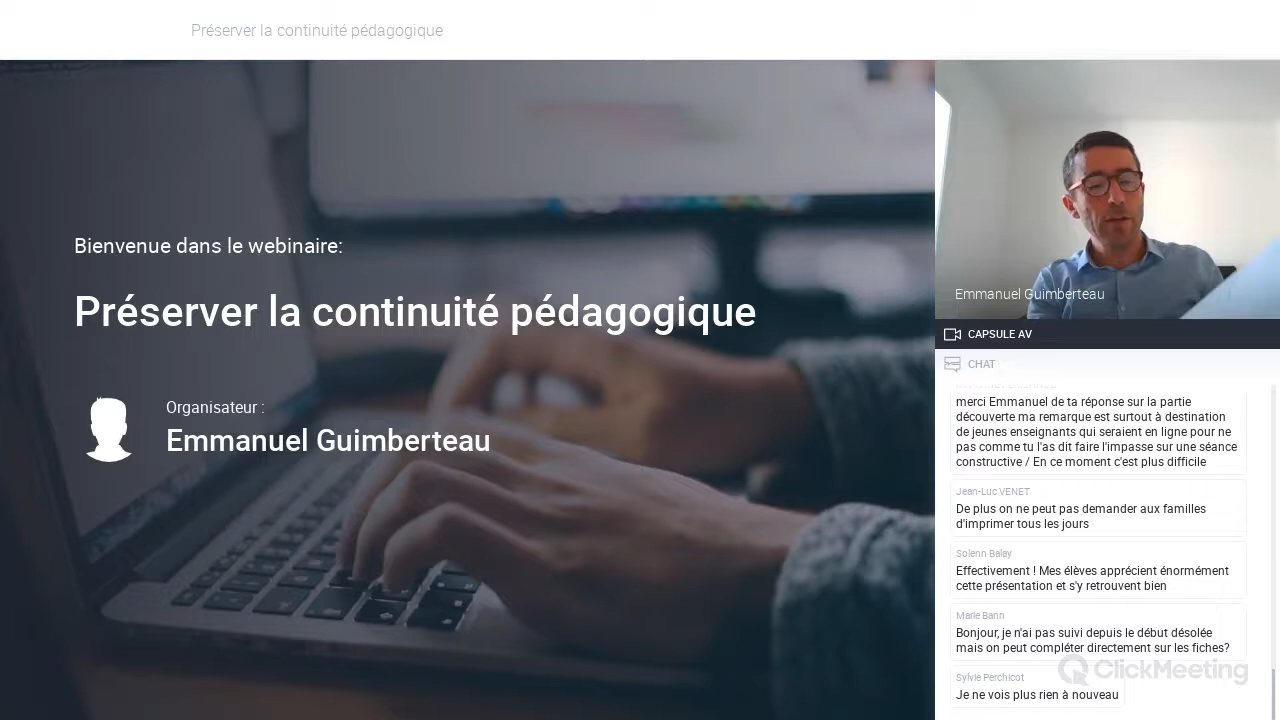 Préserver la continuité pédagogique
Bienvenue dans le webinaire:
Préserver la continuité pédagogique
Organisateur :
Emmanuel Guimberteau
Emmanuel Guimberteau
CAPSULE AV
CHAT
merci Emmanuel de ta réponse sur la partie
découverte ma remarque est surtout à destination
de jeunes enseignants qui seraient en ligne pour ne
pas comme tu l'as dit faire l'impasse sur une séance
constructive / En ce moment c'est plus difficile
Jean-Luc VENET
De plus on ne peut pas demander aux familles
d'imprimer tous les jours
Solenn Balay
Effectivement ! Mes élèves apprécient énormément
cette présentation et s'y retrouvent bien
Marie Bann
Bonjour, je n'ai pas suivi depuis le début désolée
mais on peut compléter directement sur les fiches?
ClickMeeting
Sylvie Perchicot
Je ne vois plus rien à nouveau